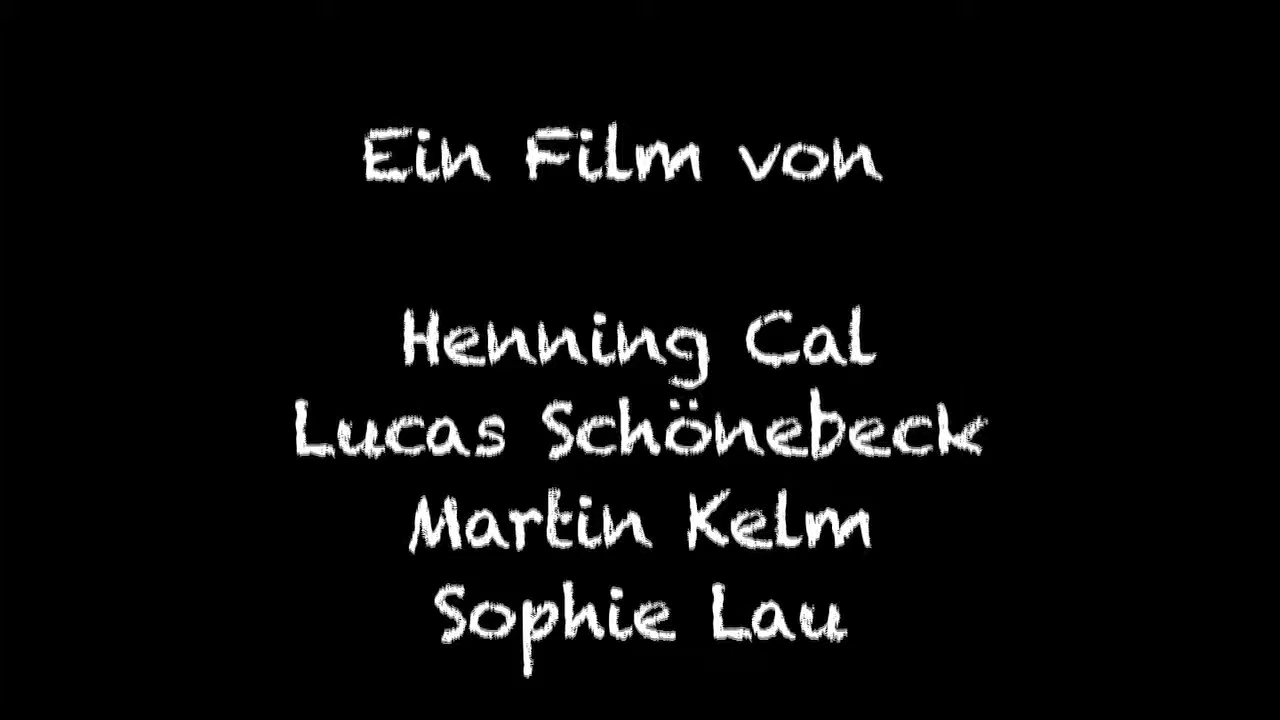 Ein Film von
Henning Cal
Lucas Schönebeck
Martin Kelm
Sophie Lau